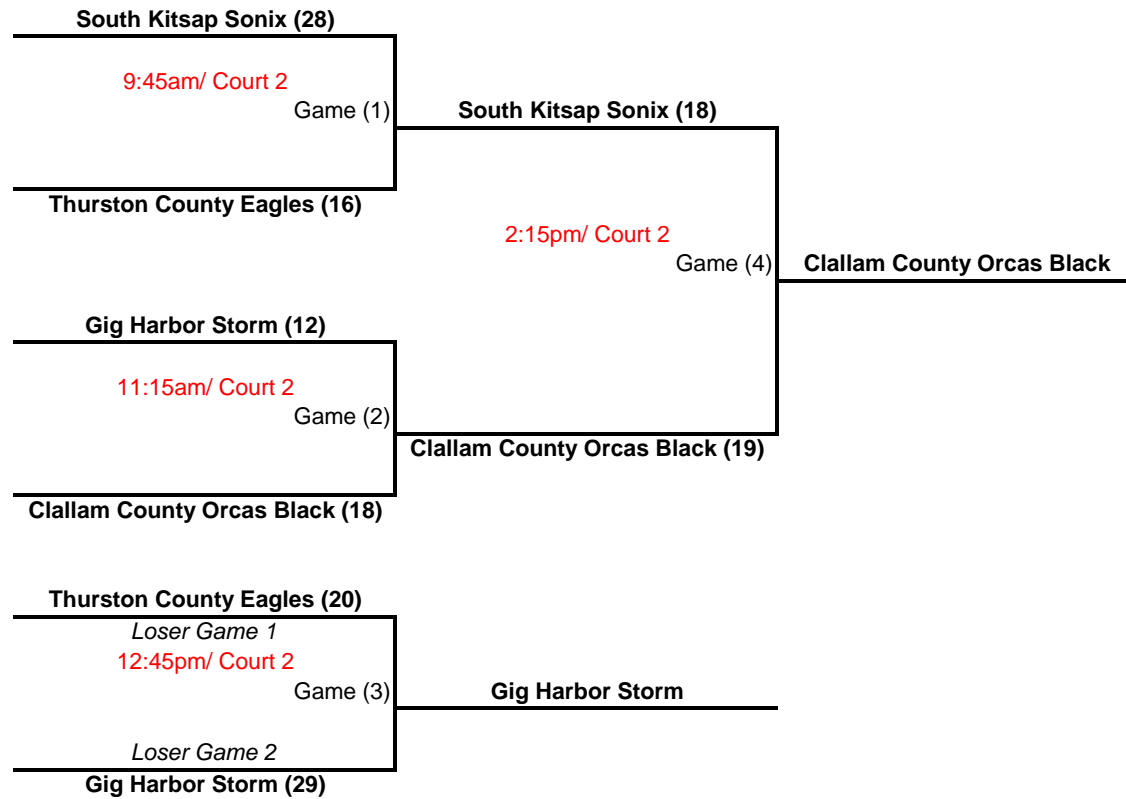 South Kitsap Sonix (28)
9:45am/ Court 2
Game (1)
Thurston County Eagles (16)
South Kitsap Sonix (18)
2:15pm/ Court 2
Game (4)
Clallam County Orcas Black
Gig Harbor Storm (12)
11:15am/ Court 2
Game (2)
Clallam County Orcas Black (19)
Clallam County Orcas Black (18)
Thurston County Eagles (20)
Loser Game 1
12:45pm/ Court 2
Game (3)
Gig Harbor Storm
Loser Game 2
Gig Harbor Storm (29)